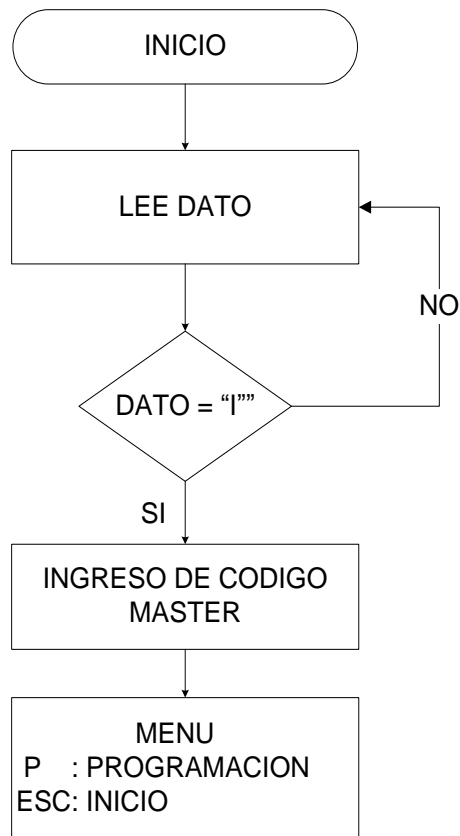 INICIO
LEE DATO
NO
DATO = “I””
SI
INGRESO DE CODIGO
MASTER
MENU
P : PROGRAMACION
ESC: INICIO